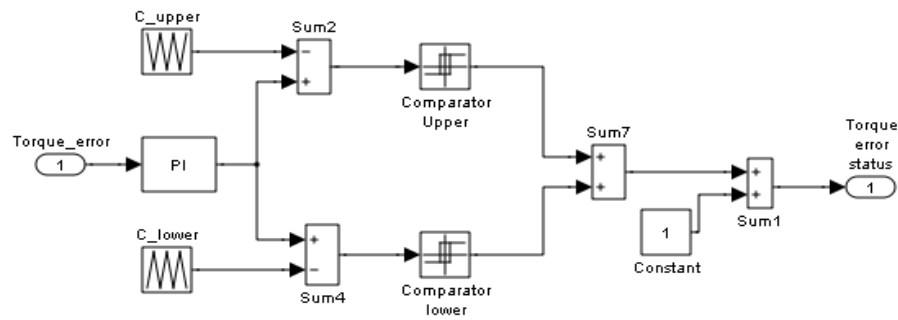 C_upper
Sum2
−
+
Comparator
Upper
Torque_error
1
PI
Sum7
+
+
Torque
error
status
1
+
+
Sum1
1
Constant
C_lower
+
−
Sum4
Comparator
lower